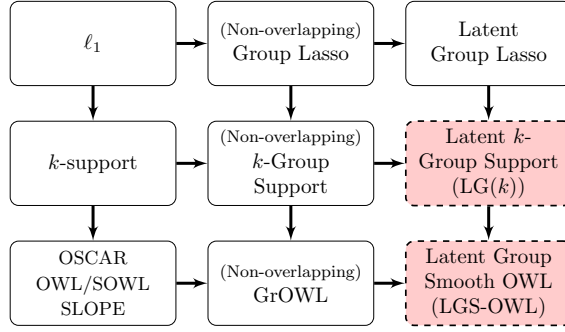 ℓ₁
(Non-overlapping)
Group Lasso
Latent
Group Lasso
k-support
(Non-overlapping)
k-Group
Support
Latent k-
Group Support
(LG(k))
OSCAR
OWL/SOWL
SLOPE
(Non-overlapping)
GrOWL
Latent Group
Smooth OWL
(LGS-OWL)